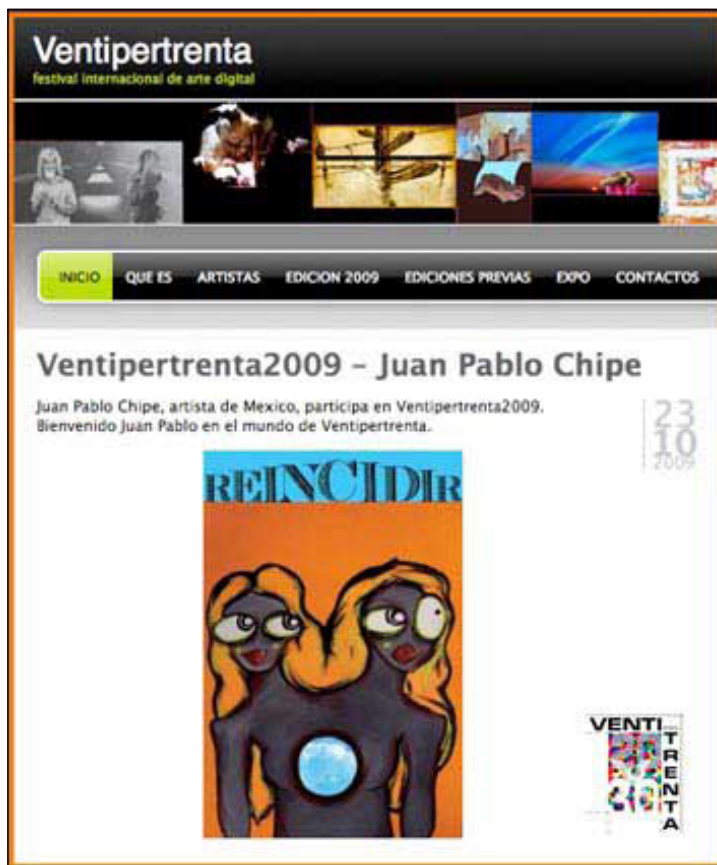 Ventipertrenta
festival internacional de arte digital
INICIO QUE ES ARTISTAS EDICION 2009 EDICIONES PREVIAS EXPO CONTACTOS
Ventipertrenta2009 – Juan Pablo Chipe
Juan Pablo Chipe, artista de Mexico, participa en Ventipertrenta2009.
Bienvenido Juan Pablo en el mundo de Ventipertrenta.
23
10
2009
REINCIDIR
VENTI
TRENTA